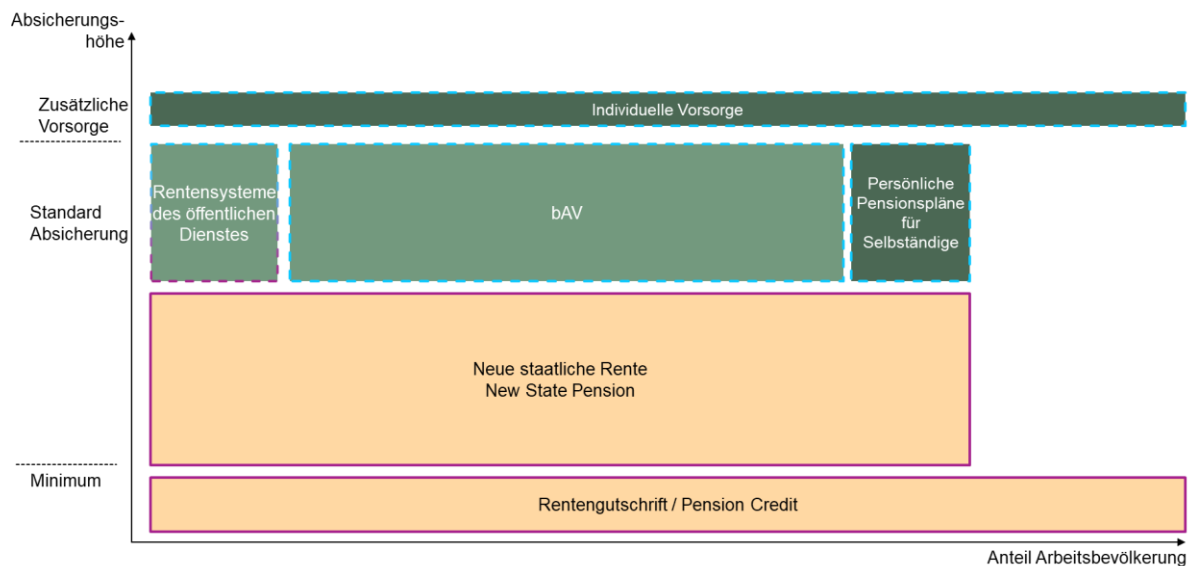 Absicherungs-
höhe
Zusätzliche
Vorsorge
Individuelle Vorsorge
Standard
Absicherung
Rentensysteme
des öffentlichen
Dienstes
bAV
Persönliche
Pensionspläne
für
Selbständige
Neue staatliche Rente
New State Pension
Minimum
Rentengutschrift / Pension Credit
Anteil Arbeitsbevölkerung